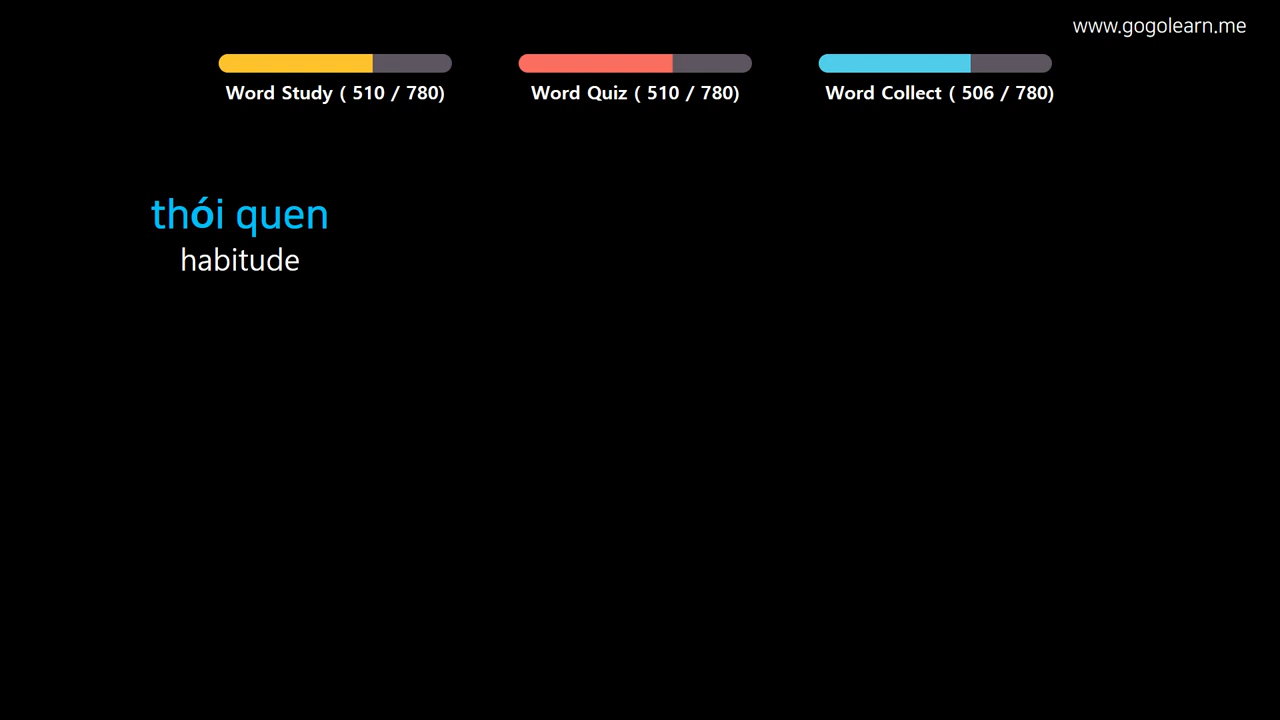 www.gogolearn.me
Word Study ( 510 / 780)
Word Quiz ( 510 / 780)
Word Collect ( 506 / 780)
thói quen
habitude